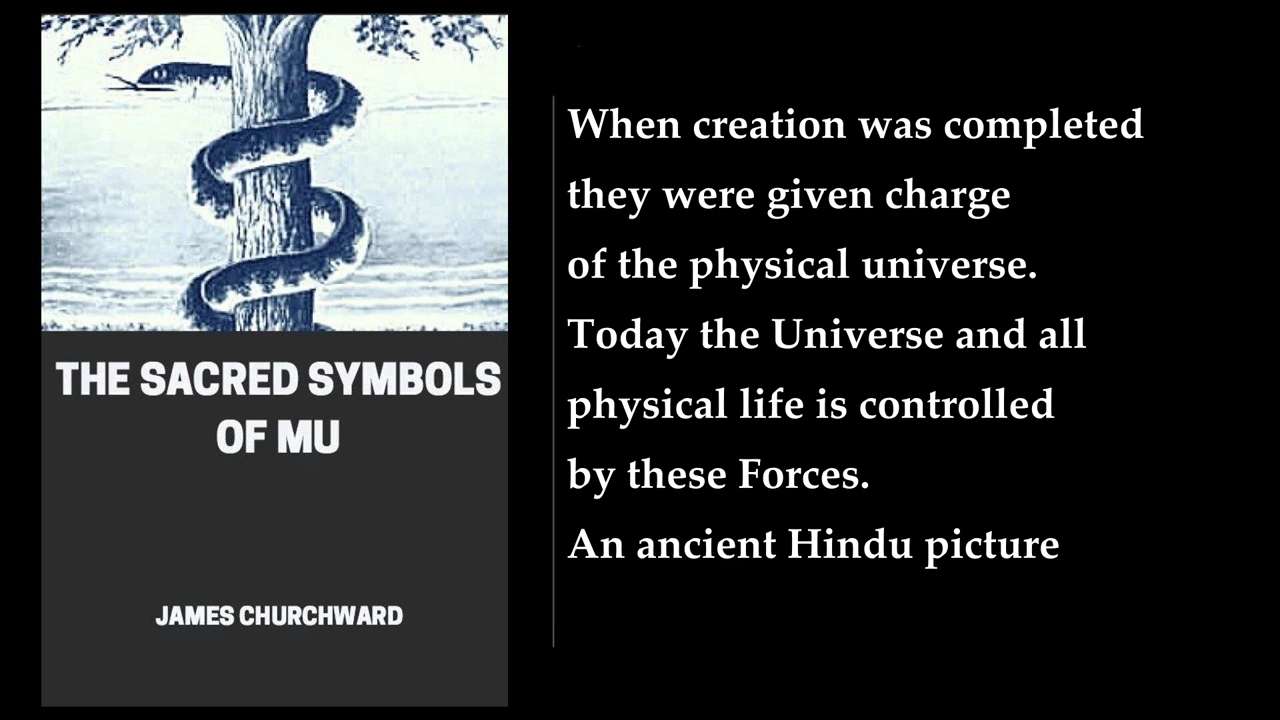 THE SACRED SYMBOLS
OF MU
JAMES CHURCHWARD
When creation was completed
they were given charge
of the physical universe.
Today the Universe and all
physical life is controlled
by these Forces.
An ancient Hindu picture